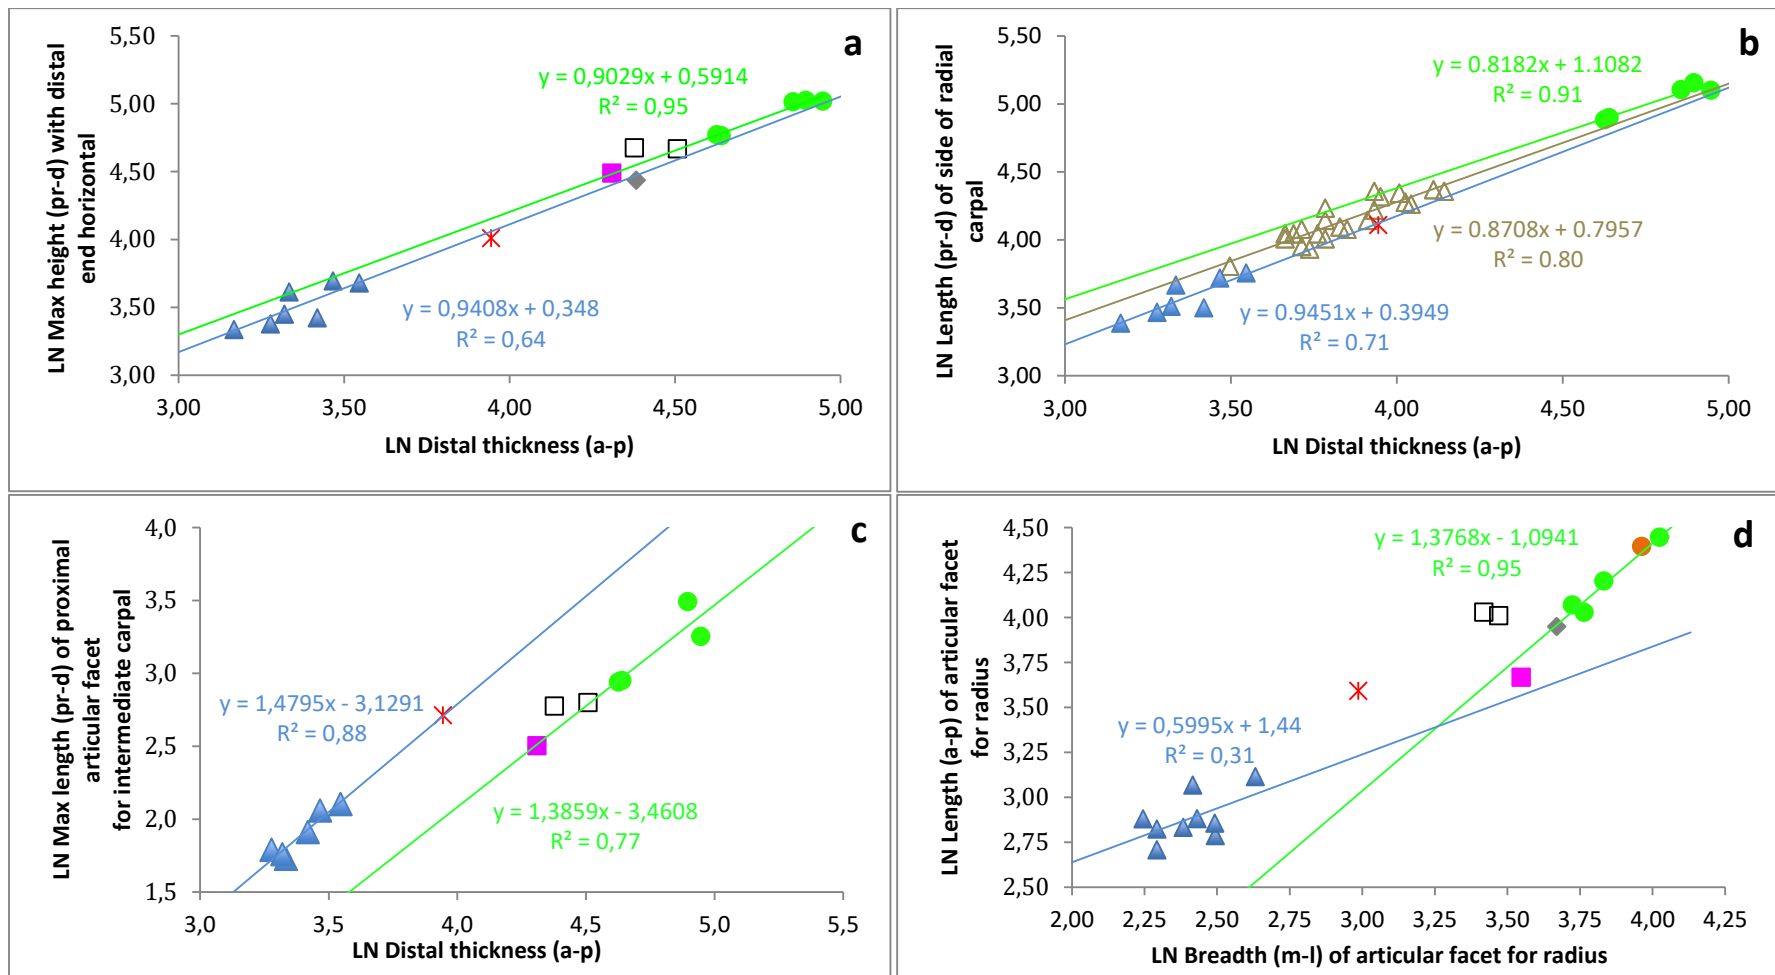 a
LN Max height (pr-d) with distal
end horizontal
5,50
5,00
4,50
4,00
3,50
3,00
y = 0,9029x + 0,5914
R² = 0,95
y = 0,9408x + 0,348
R² = 0,64
3,00 3,50 4,00 4,50 5,00
LN Distal thickness (a-p)
b
LN Length (pr-d) of side of radial
carpal
5,50
5,00
4,50
4,00
3,50
3,00
y = 0.8182x + 1.1082
R² = 0.91
y = 0.8708x + 0.7957
R² = 0.80
y = 0.9451x + 0.3949
R² = 0.71
3,00 3,50 4,00 4,50 5,00
LN Distal thickness (a-p)
c
LN Max length (pr-d) of proximal
articular facet
for intermediate carpal
4,0
3,5
3,0
2,5
2,0
1,5
y = 1,4795x - 3,1291
R² = 0,88
y = 1,3859x - 3,4608
R² = 0,77
3,0 3,5 4,0 4,5 5,0 5,5
LN Distal thickness (a-p)
d
LN Length (a-p) of articular facet
for radius
4,50
4,25
4,00
3,75
3,50
3,25
3,00
2,75
2,50
y = 1,3768x - 1,0941
R² = 0,95
y = 0,5995x + 1,44
R² = 0,31
2,00 2,25 2,50 2,75 3,00 3,25 3,50 3,75 4,00 4,25
LN Breadth (m-l) of articular facet for radius